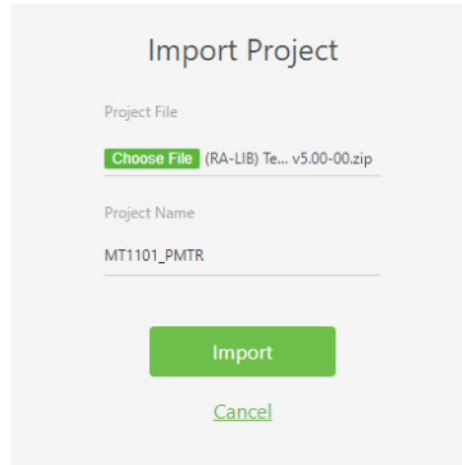 Import Project
Project File
Choose File (RA-LIB) Te... v5.00-00.zip
Project Name
MT1101_PMTR
Import
Cancel